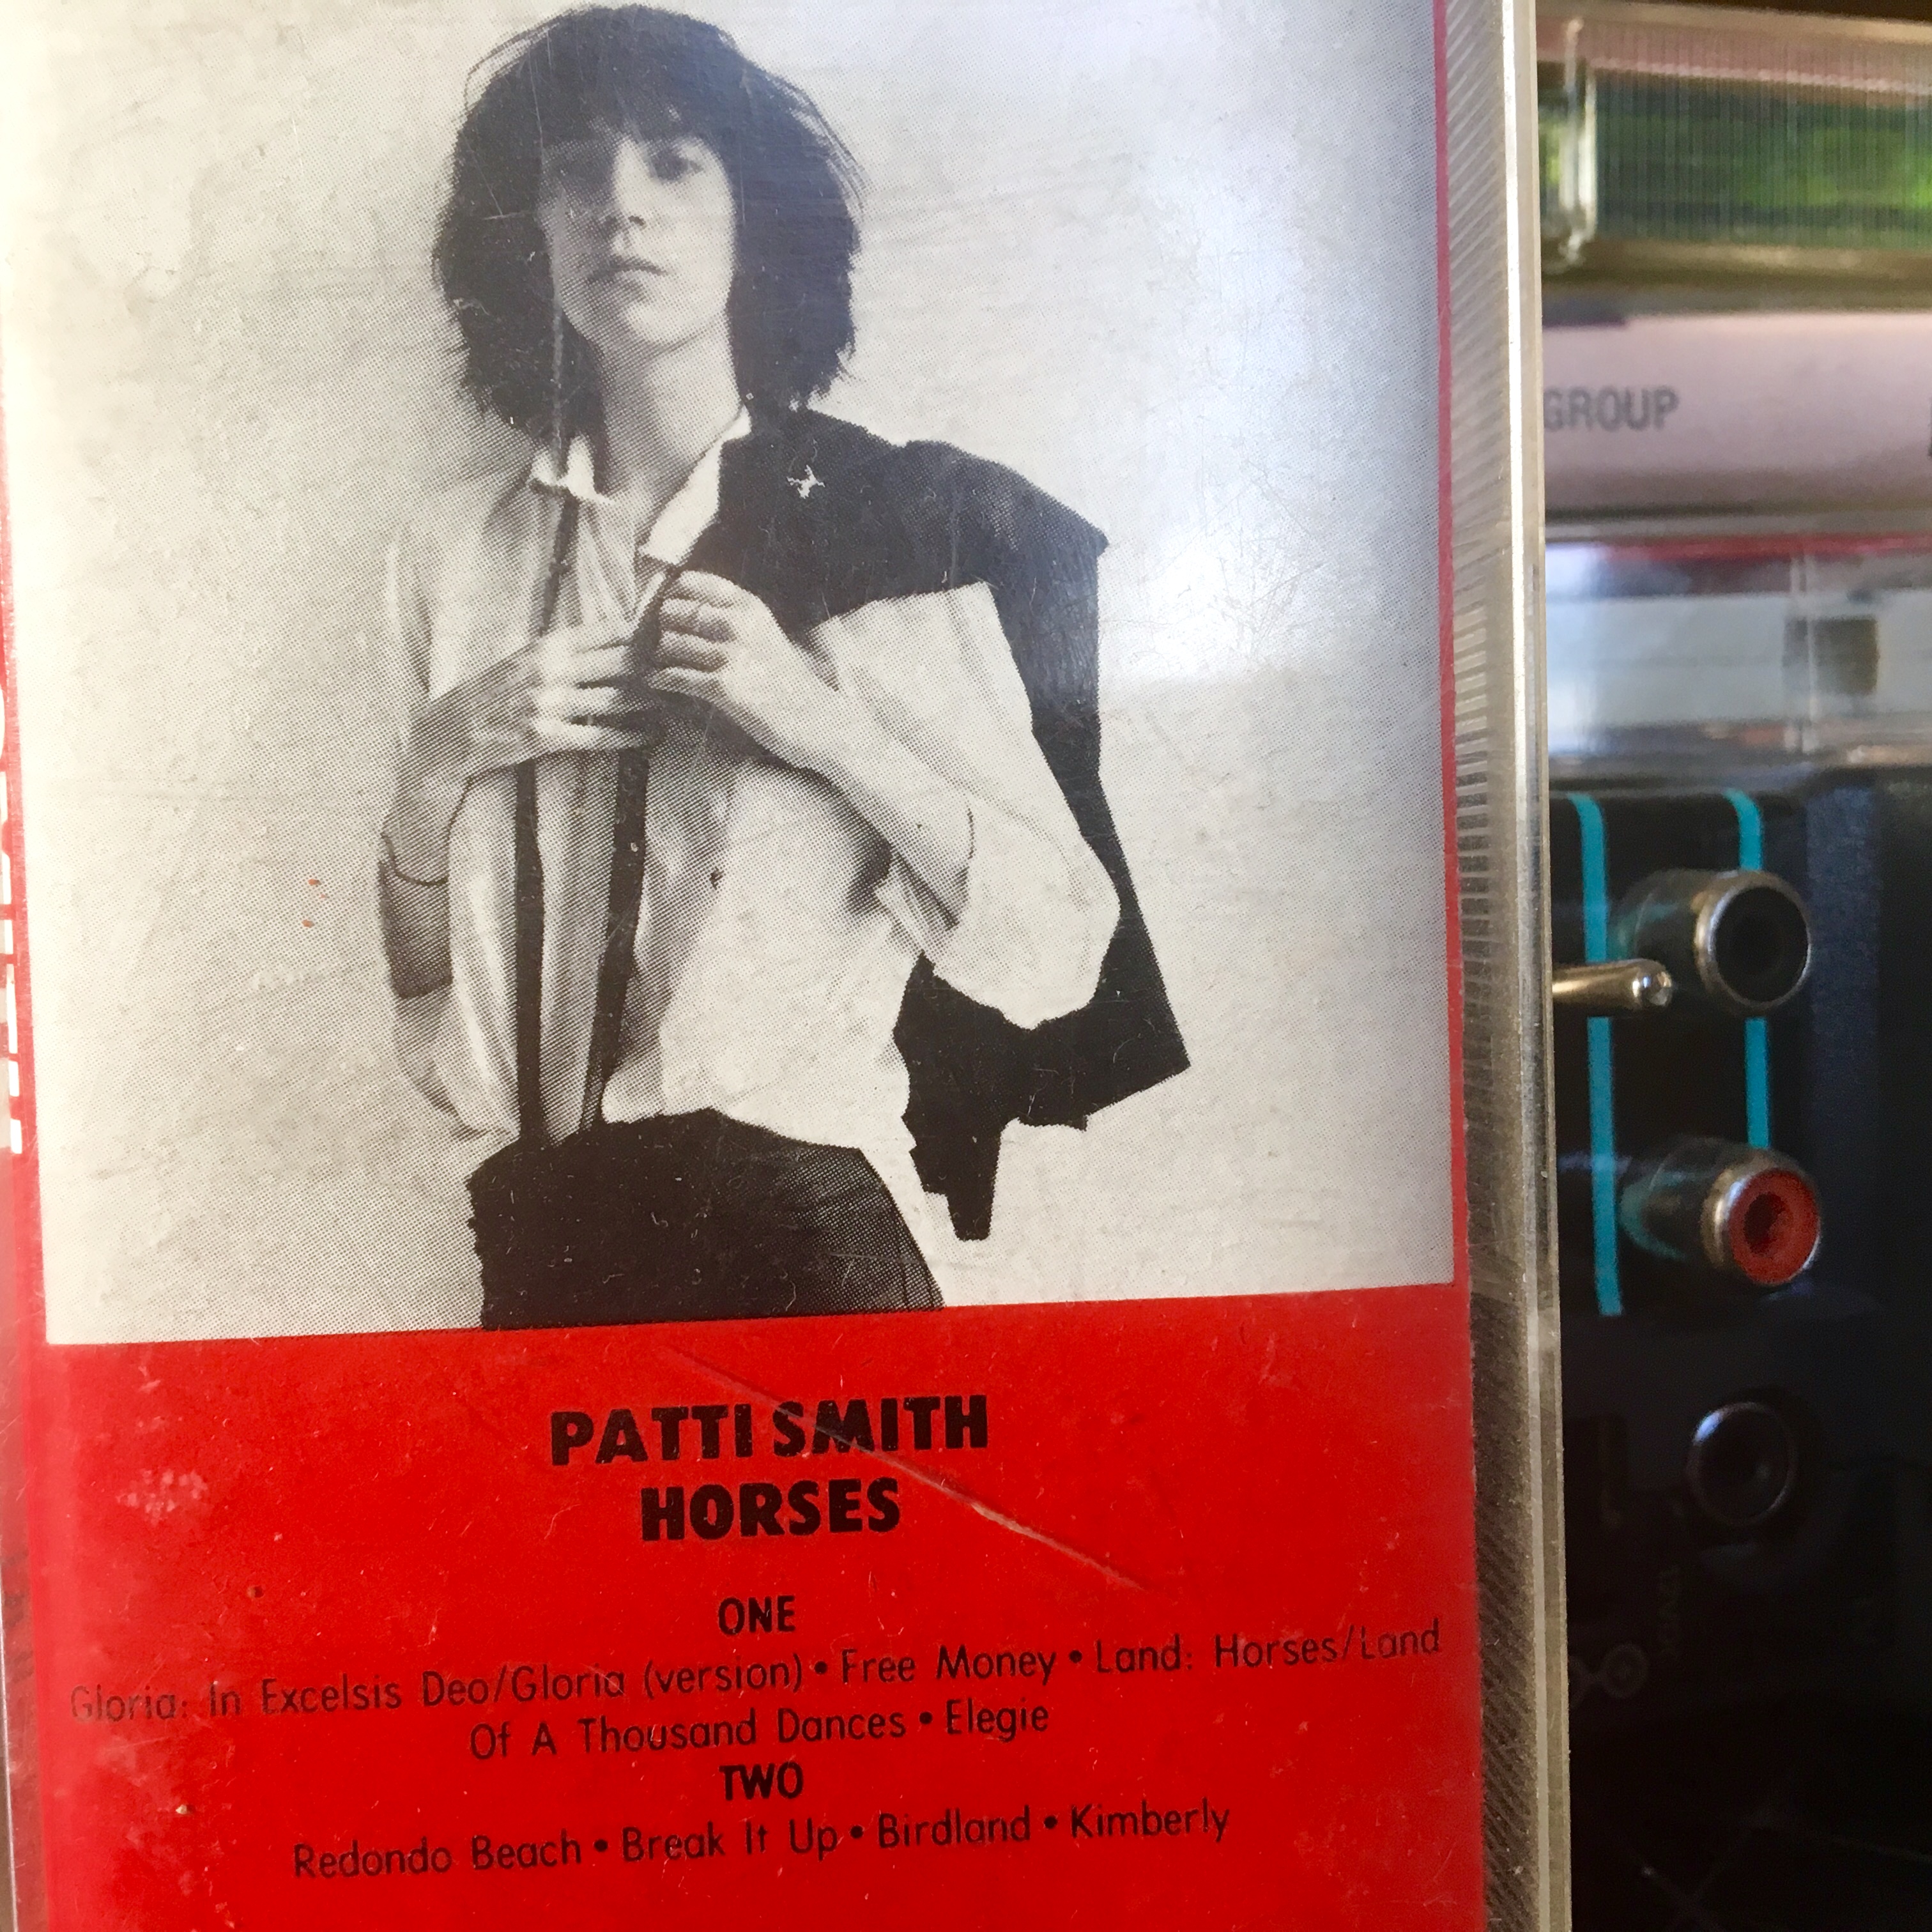 GROUP
PATTI SMITH
HORSES
ONE
Gloria: In Excelsis Deo/Gloria (version) • Free Money • Land: Horses/Land
Of A Thousand Dances • Elegie
TWO
Redondo Beach • Break It Up • Birdland • Kimberly